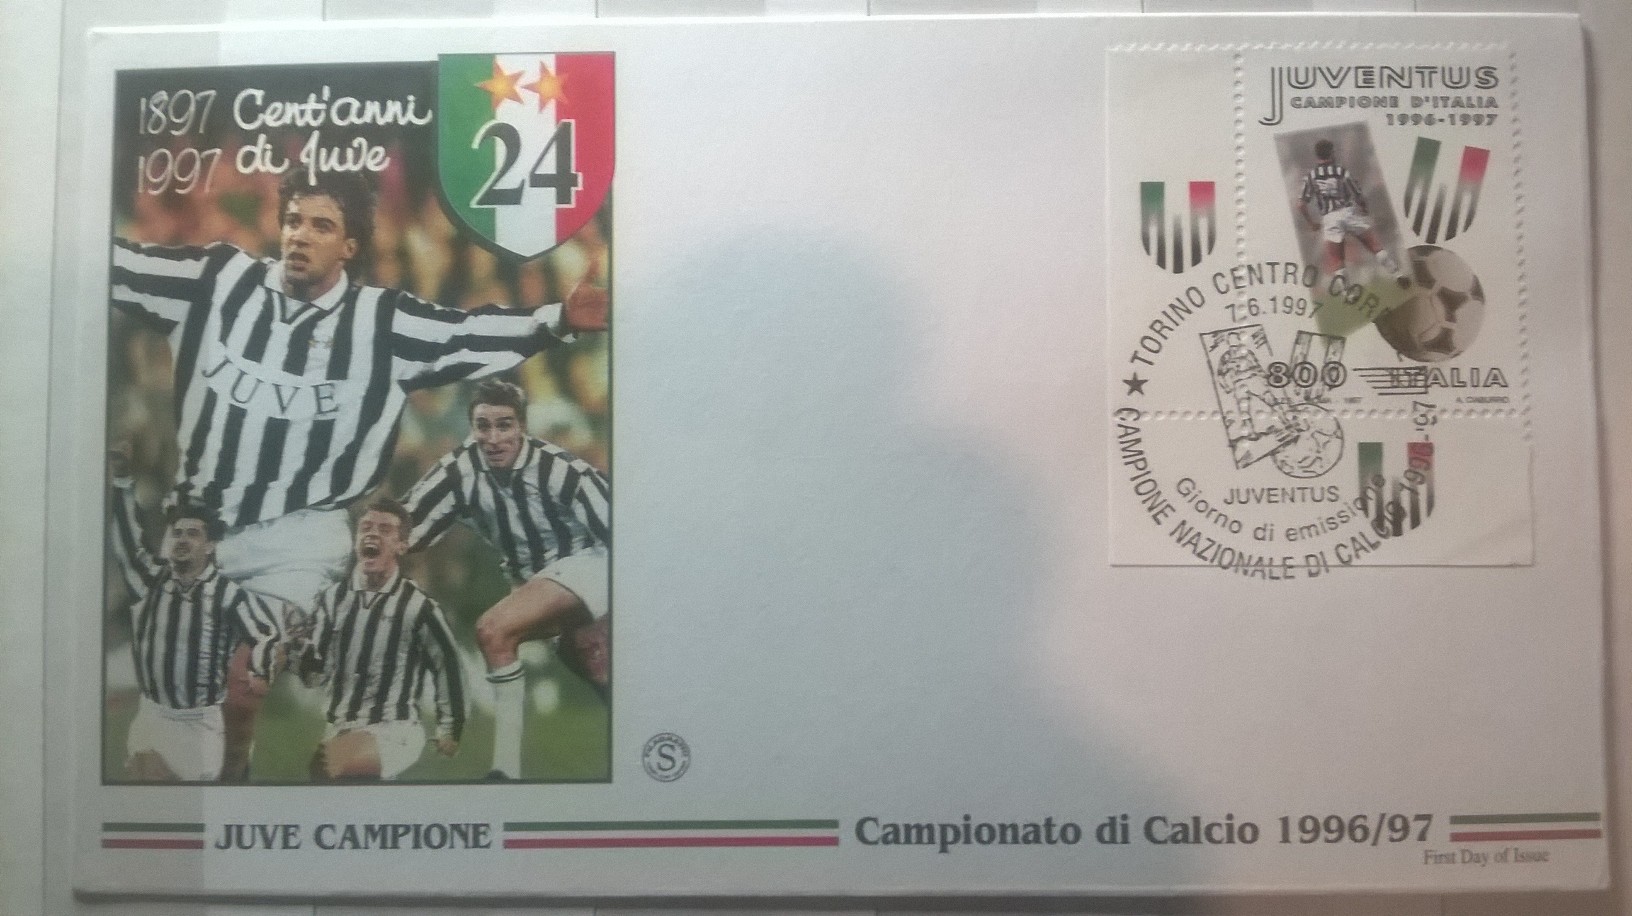 1897 Cent'anni
1997 di Juve
24
JUVE
JUVENTUS
CAMPIONE D'ITALIA
1996-1997
800 ITALIA
TORINO CENTRO
7.6.1997
JUVENTUS
Giorno di emissione
CAMPIONE NAZIONALE DI CALCIO 1996-97
S
JUVE CAMPIONE
Campionato di Calcio 1996/97
First Day of Issue